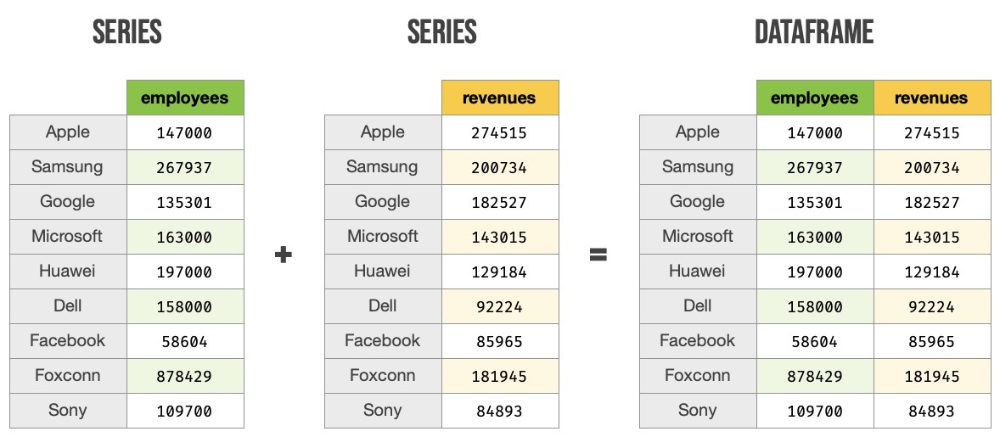 SERIES SERIES DATAFRAME
employees revenues employees revenues
Apple 147000 Apple 274515 Apple 147000 274515
Samsung 267937 Samsung 200734 Samsung 267937 200734
Google 135301 Google 182527 Google 135301 182527
Microsoft 163000 Microsoft 143015 Microsoft 163000 143015
+ =
Huawei 197000 Huawei 129184 Huawei 197000 129184
Dell 158000 Dell 92224 Dell 158000 92224
Facebook 58604 Facebook 85965 Facebook 58604 85965
Foxconn 878429 Foxconn 181945 Foxconn 878429 181945
Sony 109700 Sony 84893 Sony 109700 84893